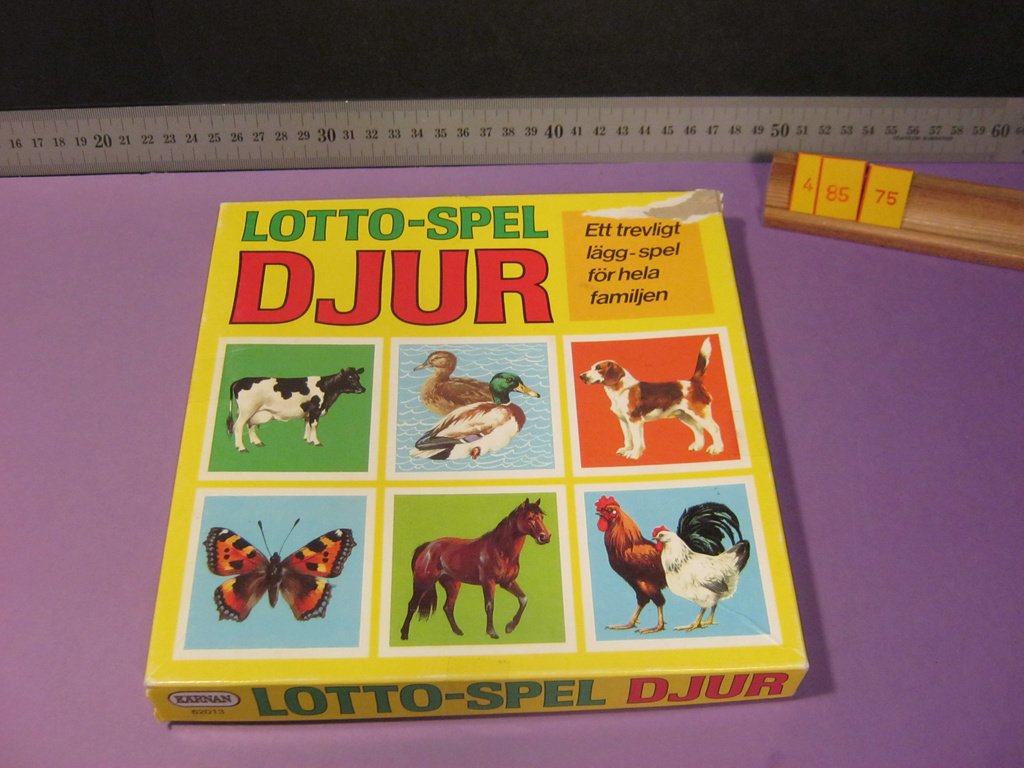 16 17 18 19 20 21 22 23 24 25 26 27 28 29 30 31 32 33 34 35 36 37 38 39 40 41 42 43 44 45 46 47 48 49 50 51 52 53 54 55 56 57 58 59 60
4 85 75
LOTTO-SPEL
DJUR
Ett trevligt
lägg-spel
för hela
familjen
KÄRNAN
62013
LOTTO-SPEL DJUR